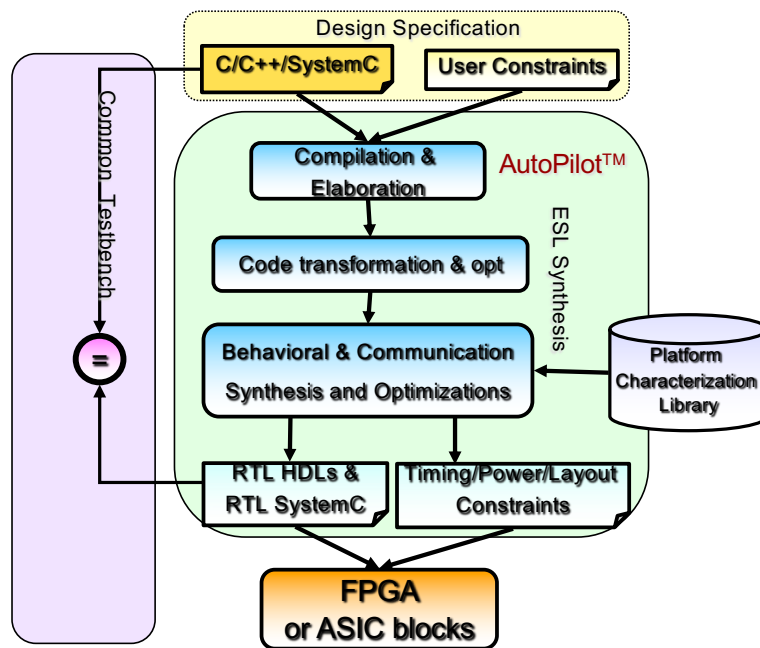 Design Specification
C/C++/SystemC
User Constraints
Common Testbench
Compilation &
Elaboration
AutoPilot™
ESL Synthesis
Code transformation & opt
=
Behavioral & Communication
Synthesis and Optimizations
Platform
Characterization
Library
RTL HDLs &
RTL SystemC
Timing/Power/Layout
Constraints
FPGA
or ASIC blocks